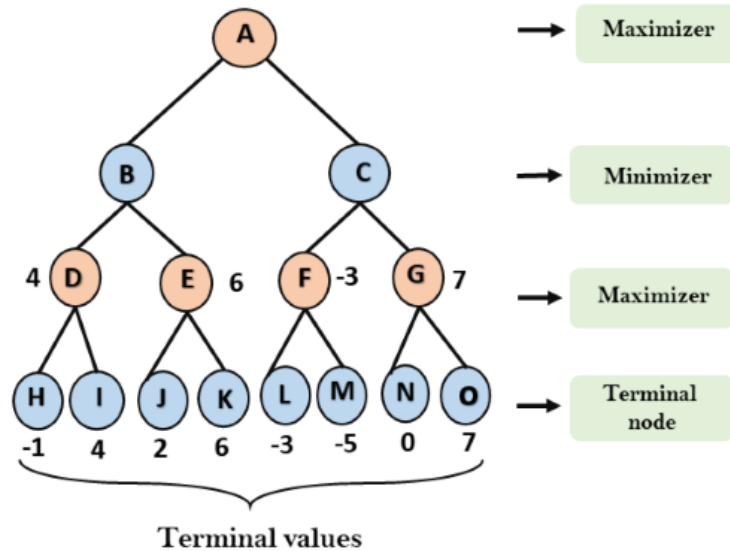 A
Maximizer
B
C
Minimizer
4 D
E 6
F -3
G 7
Maximizer
H
I
J
K
L
M
N
O
Terminal
node
-1 4 2 6 -3 -5 0 7
Terminal values